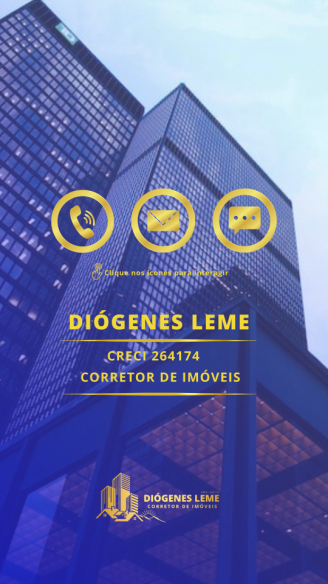 Clique nos ícones para interagir
DIÓGENES LEME
CRECI 264174
CORRETOR DE IMÓVEIS
DIÓGENES LEME
CORRETOR DE IMÓVEIS